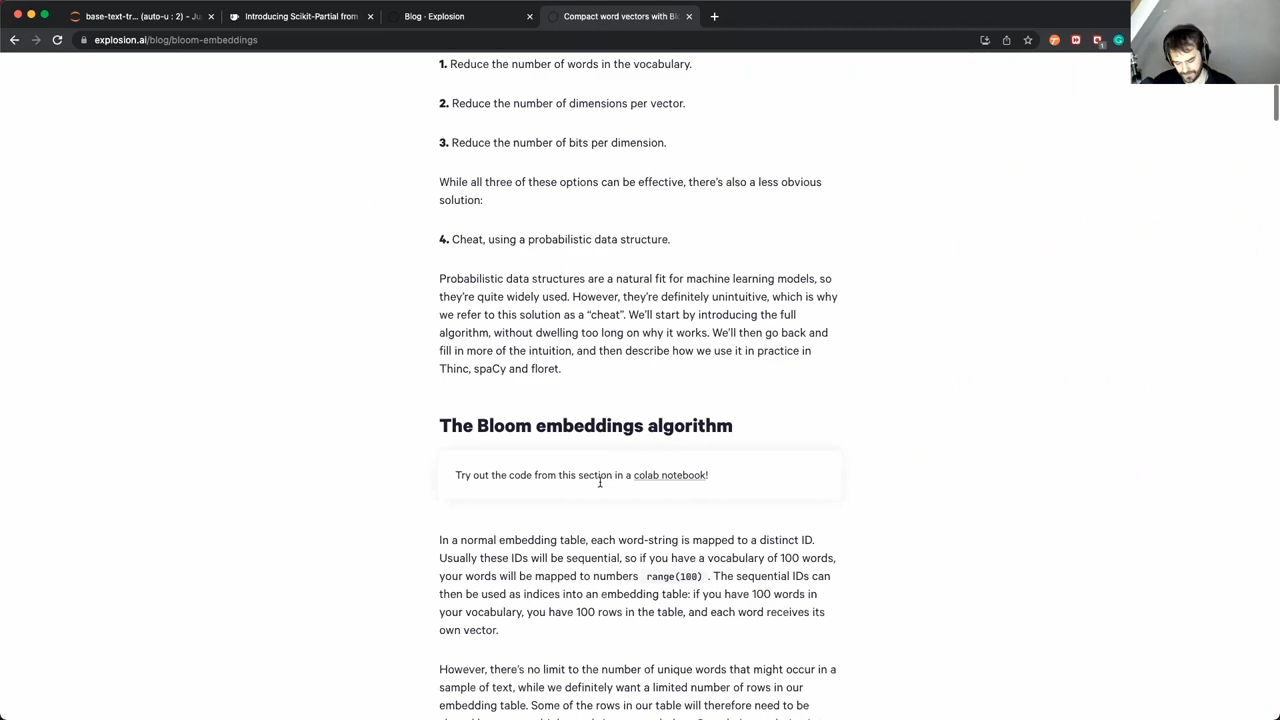 base-text-tr... (auto-u : 2) - Ju
Introducing Scikit-Partial from
Blog · Explosion
Compact word vectors with Blo
explosion.ai/blog/bloom-embeddings
1. Reduce the number of words in the vocabulary.
2. Reduce the number of dimensions per vector.
3. Reduce the number of bits per dimension.
While all three of these options can be effective, there's also a less obvious
solution:
4. Cheat, using a probabilistic data structure.
Probabilistic data structures are a natural fit for machine learning models, so
they're quite widely used. However, they're definitely unintuitive, which is why
we refer to this solution as a “cheat”. We'll start by introducing the full
algorithm, without dwelling too long on why it works. We'll then go back and
fill in more of the intuition, and then describe how we use it in practice in
Thinc, spaCy and floret.
The Bloom embeddings algorithm
Try out the code from this section in a colab notebook!
In a normal embedding table, each word-string is mapped to a distinct ID.
Usually these IDs will be sequential, so if you have a vocabulary of 100 words,
your words will be mapped to numbers range(100) . The sequential IDs can
then be used as indices into an embedding table: if you have 100 words in
your vocabulary, you have 100 rows in the table, and each word receives its
own vector.
However, there's no limit to the number of unique words that might occur in a
sample of text, while we definitely want a limited number of rows in our
embedding table. Some of the rows in our table will therefore need to be